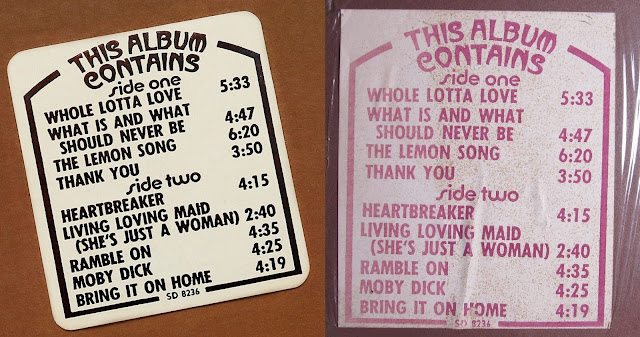 THIS ALBUM
CONTAINS
side one
WHOLE LOTTA LOVE 5:33
WHAT IS AND WHAT
SHOULD NEVER BE 4:47
THE LEMON SONG 6:20
THANK YOU 3:50
side two
HEARTBREAKER 4:15
LIVING LOVING MAID
(SHE'S JUST A WOMAN) 2:40
RAMBLE ON 4:35
MOBY DICK 4:25
BRING IT ON HOME 4:19
SD 8236
THIS ALBUM
CONTAINS
side one
WHOLE LOTTA LOVE 5:33
WHAT IS AND WHAT
SHOULD NEVER BE 4:47
THE LEMON SONG 6:20
THANK YOU 3:50
side two
HEARTBREAKER 4:15
LIVING LOVING MAID
(SHE'S JUST A WOMAN) 2:40
RAMBLE ON 4:35
MOBY DICK 4:25
BRING IT ON HOME 4:19
SD 8236